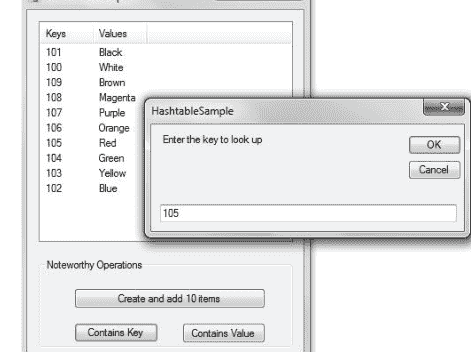 Keys Values
101 Black
100 White
109 Brown
108 Magenta
107 Purple
106 Orange
105 Red
104 Green
103 Yellow
102 Blue
HashtableSample
Enter the key to look up
OK
Cancel
105
Noteworthy Operations
Create and add 10 items
Contains Key Contains Value